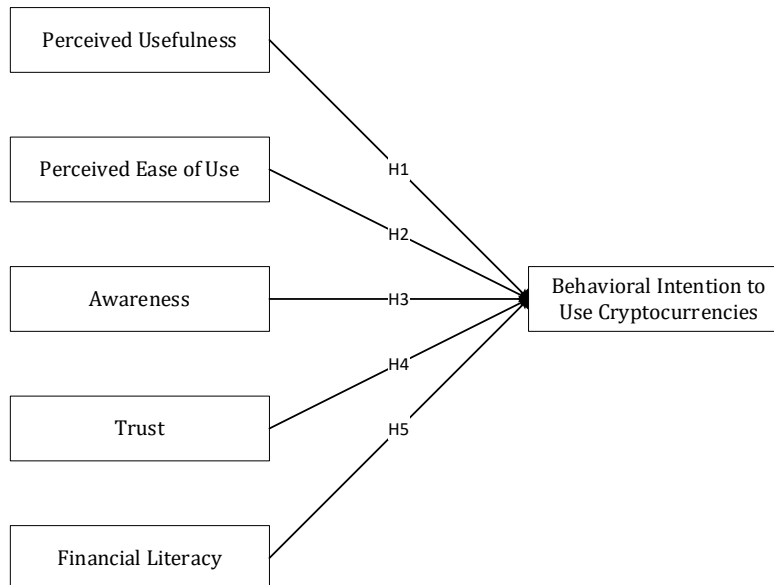 Perceived Usefulness
H1
Perceived Ease of Use
H2
Awareness
H3
Behavioral Intention to
Use Cryptocurrencies
H4
Trust
H5
Financial Literacy